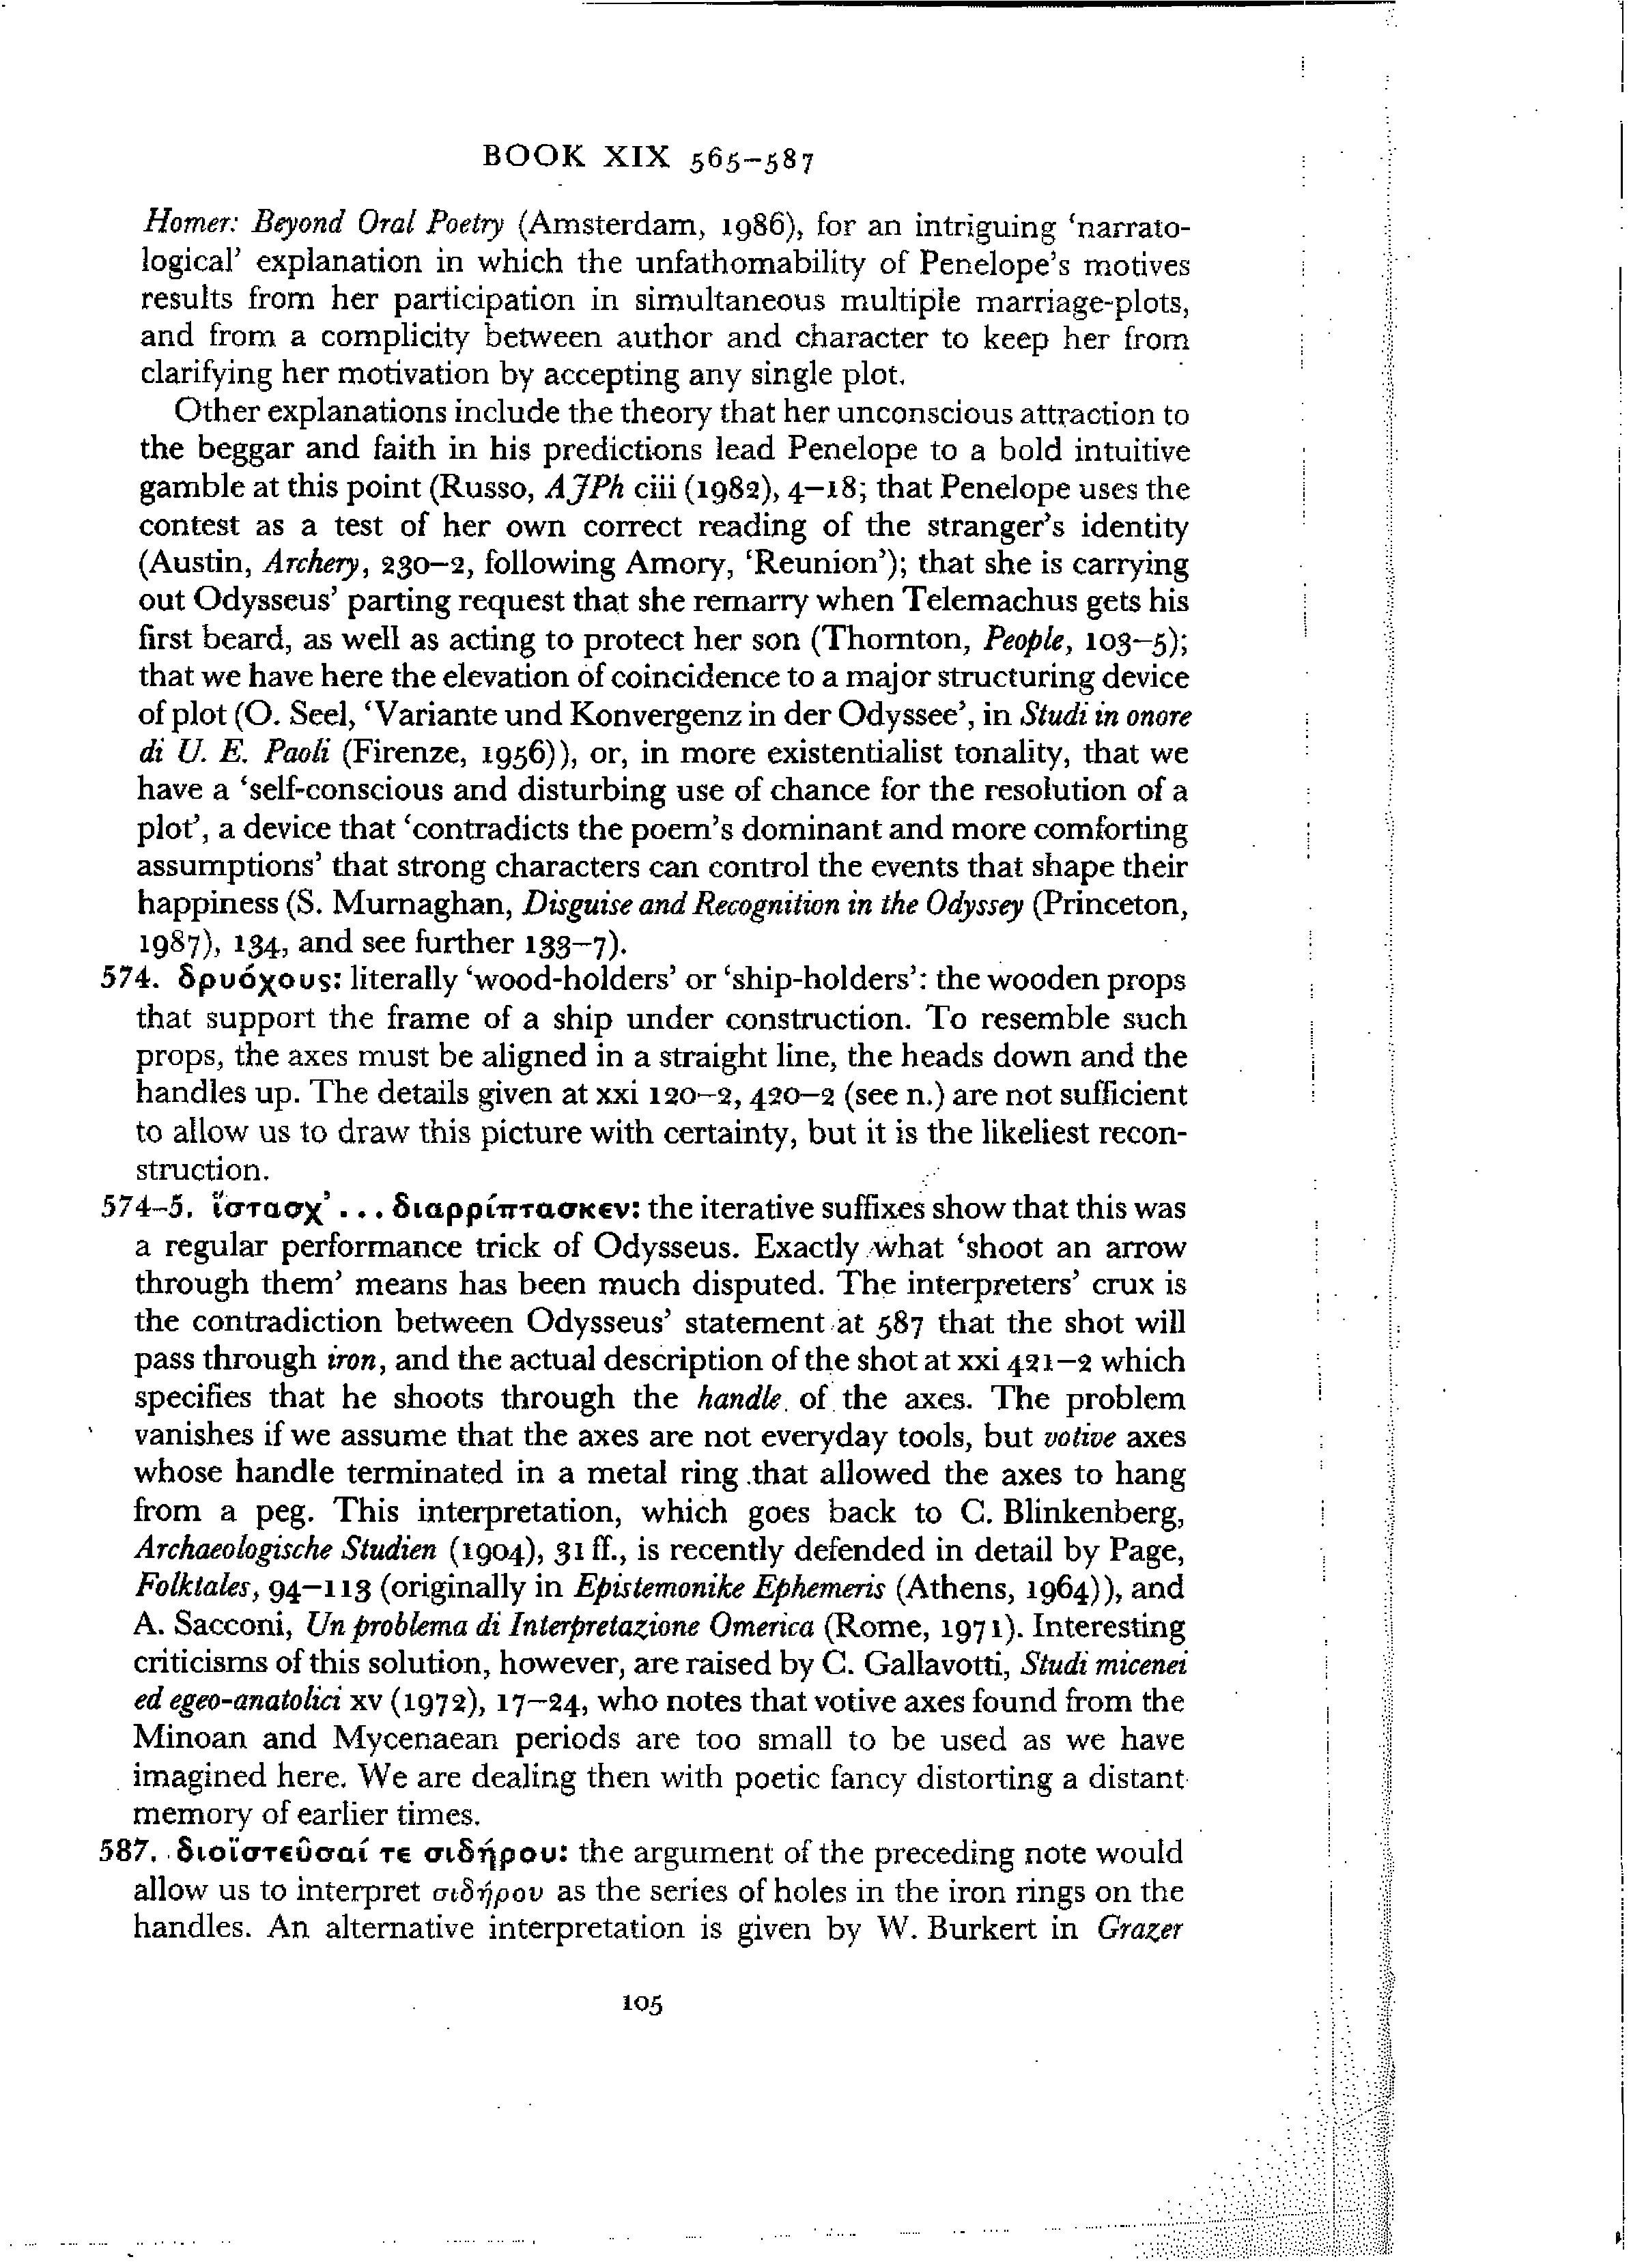 BOOK XIX 565–587
Homer: Beyond Oral Poetry (Amsterdam, 1986), for an intriguing ‘narrato-
logical’ explanation in which the unfathomability of Penelope’s motives
results from her participation in simultaneous multiple marriage-plots,
and from a complicity between author and character to keep her from
clarifying her motivation by accepting any single plot.
Other explanations include the theory that her unconscious attraction to
the beggar and faith in his predictions lead Penelope to a bold intuitive
gamble at this point (Russo, AJPh ciii (1982), 4–18; that Penelope uses the
contest as a test of her own correct reading of the stranger’s identity
(Austin, Archery, 230–2, following Amory, ‘Reunion’); that she is carrying
out Odysseus’ parting request that she remarry when Telemachus gets his
first beard, as well as acting to protect her son (Thornton, People, 103–5);
that we have here the elevation of coincidence to a major structuring device
of plot (O. Seel, ‘Variante und Konvergenz in der Odyssee’, in Studi in onore
di U. E. Paoli (Firenze, 1956)), or, in more existentialist tonality, that we
have a ‘self-conscious and disturbing use of chance for the resolution of a
plot’, a device that ‘contradicts the poem’s dominant and more comforting
assumptions’ that strong characters can control the events that shape their
happiness (S. Murnaghan, Disguise and Recognition in the Odyssey (Princeton,
1987), 134, and see further 133–7).
574. δρυόχους: literally ‘wood-holders’ or ‘ship-holders’: the wooden props
that support the frame of a ship under construction. To resemble such
props, the axes must be aligned in a straight line, the heads down and the
handles up. The details given at xxi 120–2, 420–2 (see n.) are not sufficient
to allow us to draw this picture with certainty, but it is the likeliest recon-
struction.
574–5. ἵστασχ’ . . . διαρρίπτασκεν: the iterative suffixes show that this was
a regular performance trick of Odysseus. Exactly what ‘shoot an arrow
through them’ means has been much disputed. The interpreters’ crux is
the contradiction between Odysseus’ statement at 587 that the shot will
pass through iron, and the actual description of the shot at xxi 421–2 which
specifies that he shoots through the handle of the axes. The problem
vanishes if we assume that the axes are not everyday tools, but votive axes
whose handle terminated in a metal ring that allowed the axes to hang
from a peg. This interpretation, which goes back to C. Blinkenberg,
Archaeologische Studien (1904), 31 ff., is recently defended in detail by Page,
Folktales, 94–113 (originally in Epistemonike Ephemeris (Athens, 1964)), and
A. Sacconi, Un problema di Interpretazione Omerica (Rome, 1971). Interesting
criticisms of this solution, however, are raised by C. Gallavotti, Studi micenei
ed egeo-anatolici xv (1972), 17–24, who notes that votive axes found from the
Minoan and Mycenaean periods are too small to be used as we have
imagined here. We are dealing then with poetic fancy distorting a distant
memory of earlier times.
587. διοϊστεῦσαί τε σιδήρου: the argument of the preceding note would
allow us to interpret σιδήρου as the series of holes in the iron rings on the
handles. An alternative interpretation is given by W. Burkert in Grazer
105